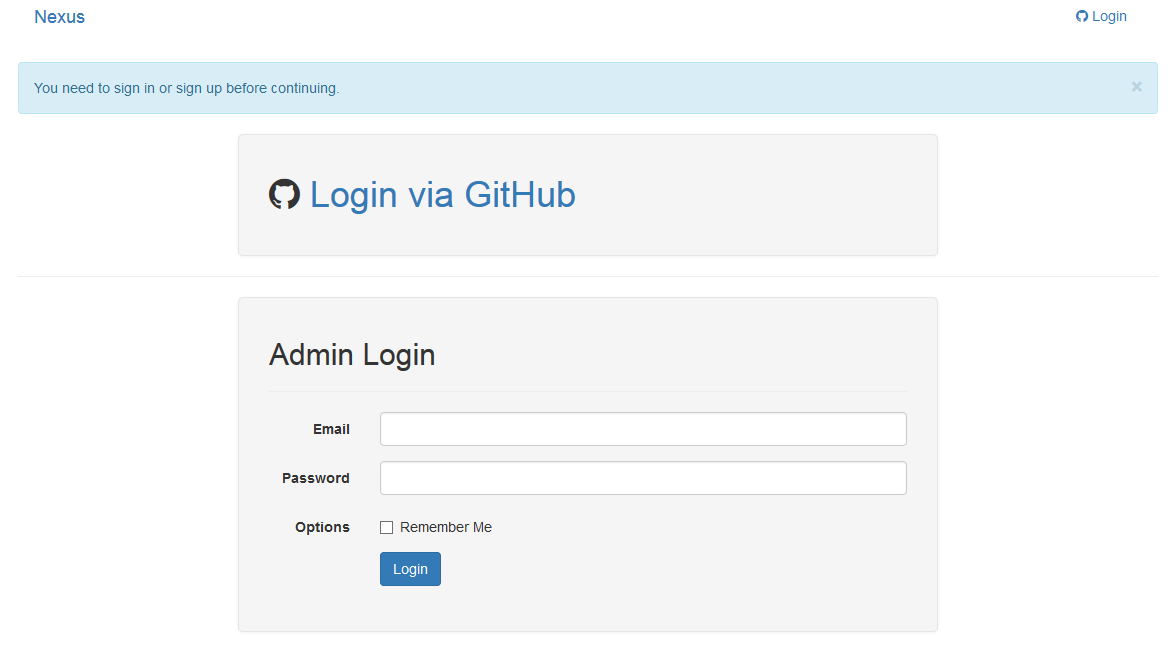 Nexus
Login
You need to sign in or sign up before continuing.
×
Login via GitHub
Admin Login
Email
Password
Options
Remember Me
Login